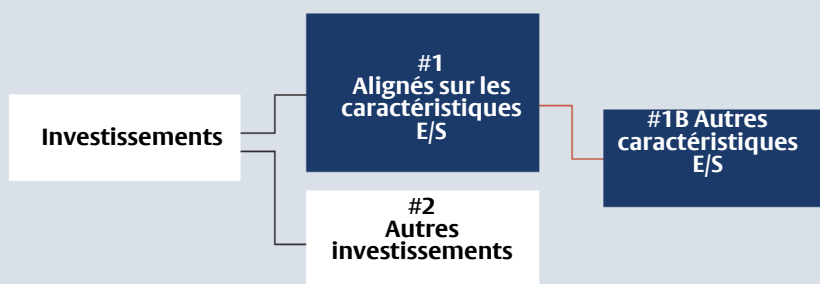 Investissements
#1
Alignés sur les
caractéristiques
E/S
#2
Autres
investissements
#1B Autres
caractéristiques
E/S